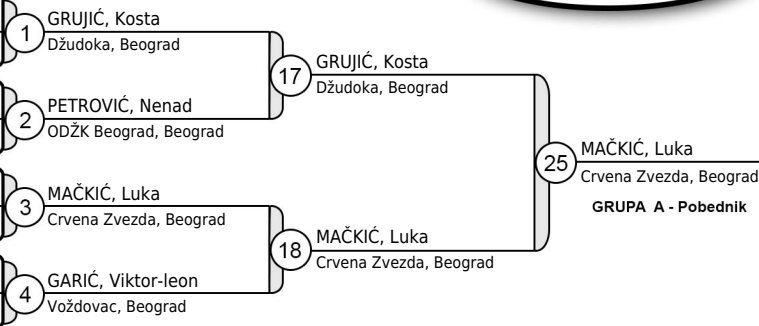 1
GRUJIĆ, Kosta
Džudoka, Beograd
17
GRUJIĆ, Kosta
Džudoka, Beograd
2
PETROVIĆ, Nenad
ODŽK Beograd, Beograd
25
MAČKIĆ, Luka
Crvena Zvezda, Beograd
GRUPA A - Pobednik
3
MAČKIĆ, Luka
Crvena Zvezda, Beograd
18
MAČKIĆ, Luka
Crvena Zvezda, Beograd
4
GARIĆ, Viktor-leon
Voždovac, Beograd